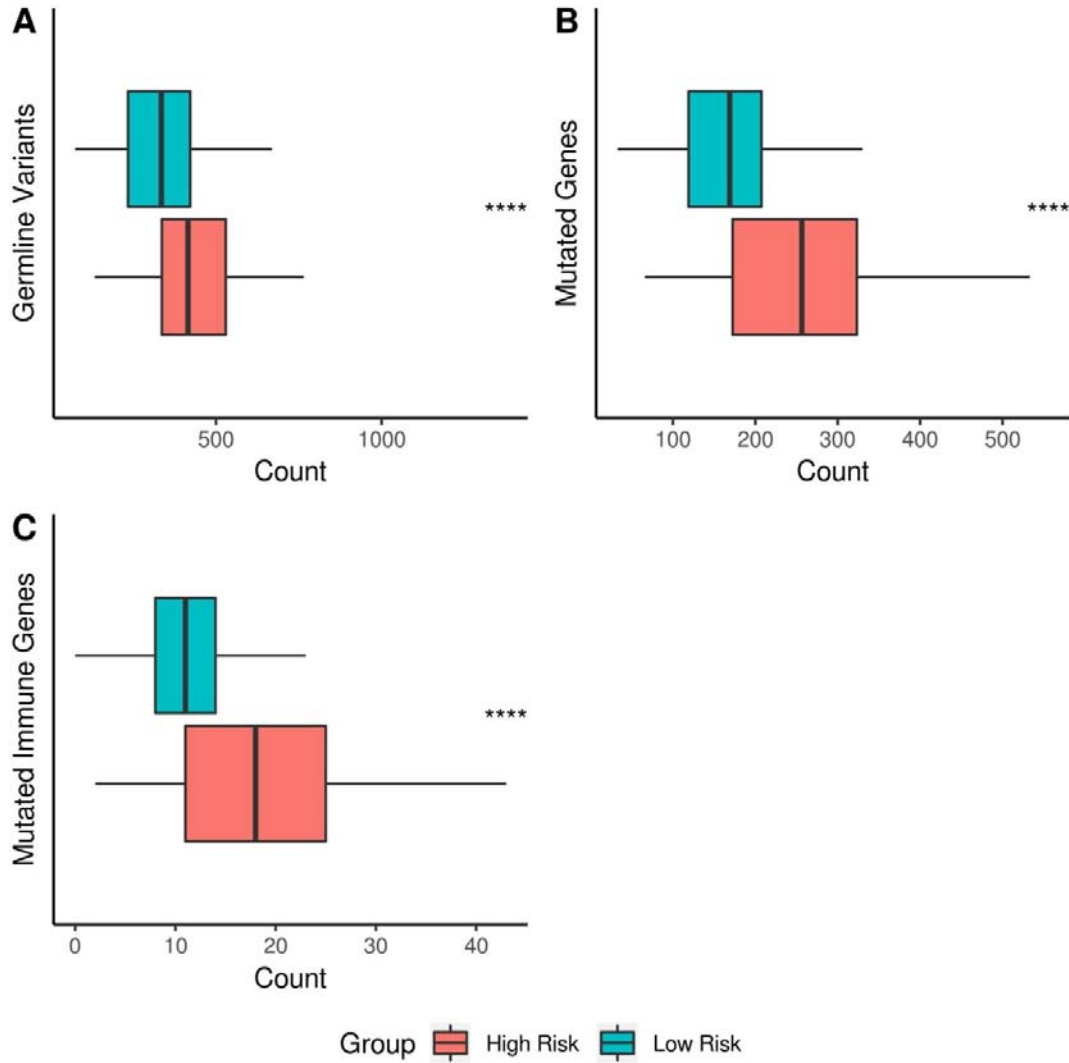 A
Germline Variants
****
500 1000
Count
B
Mutated Genes
****
100 200 300 400 500
Count
C
Mutated Immune Genes
****
0 10 20 30 40
Count
Group High Risk Low Risk